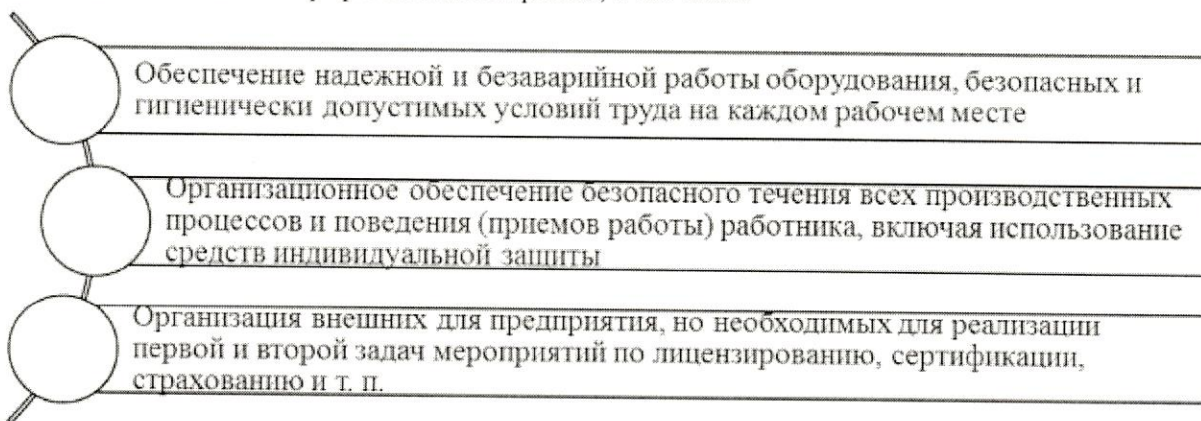 Обеспечение надежной и безаварийной работы оборудования, безопасных и
гигиенически допустимых условий труда на каждом рабочем месте
Организационное обеспечение безопасного течения всех производственных
процессов и поведения (приемов работы) работника, включая использование
средств индивидуальной защиты
Организация внешних для предприятия, но необходимых для реализации
первой и второй задач мероприятий по лицензированию, сертификации,
страхованию и т. п.